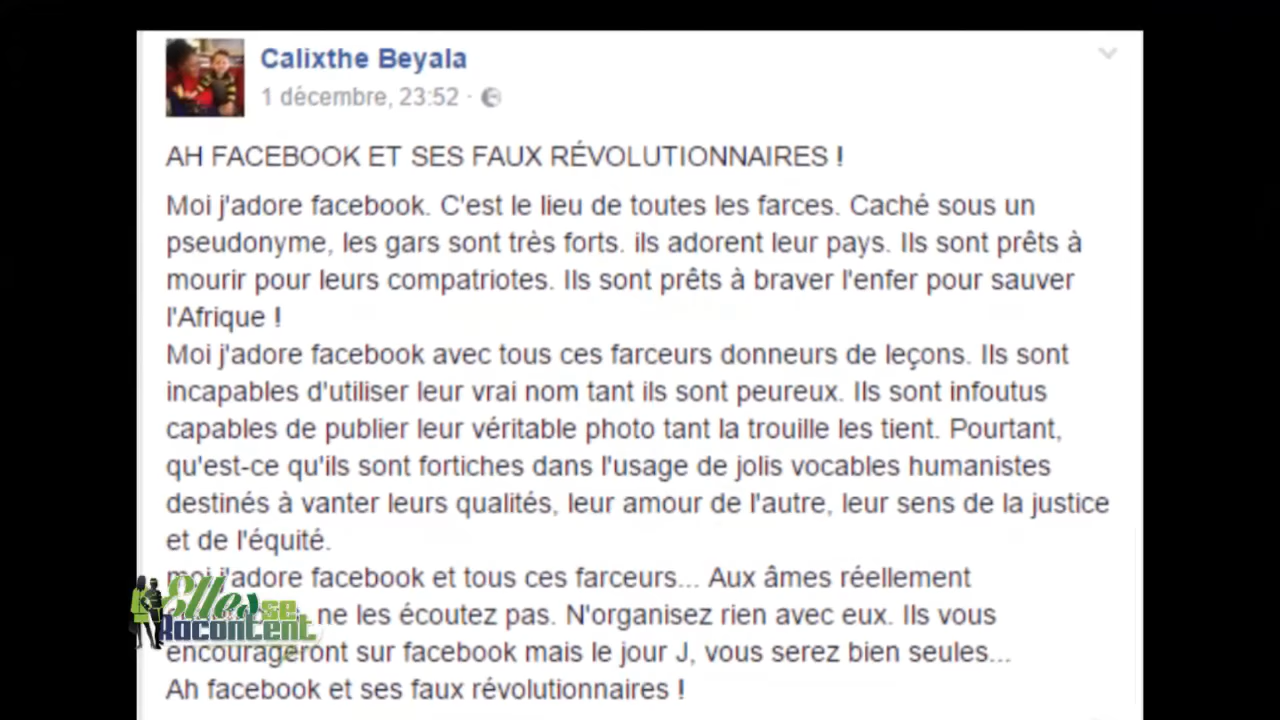 Calixthe Beyala
1 décembre, 23:52 ·
AH FACEBOOK ET SES FAUX RÉVOLUTIONNAIRES !
Moi j'adore facebook. C'est le lieu de toutes les farces. Caché sous un
pseudonyme, les gars sont très forts. ils adorent leur pays. Ils sont prêts à
mourir pour leurs compatriotes. Ils sont prêts à braver l'enfer pour sauver
l'Afrique !
Moi j'adore facebook avec tous ces farceurs donneurs de leçons. Ils sont
incapables d'utiliser leur vrai nom tant ils sont peureux. Ils sont infoutus
capables de publier leur véritable photo tant la trouille les tient. Pourtant,
qu'est-ce qu'ils sont fortiches dans l'usage de jolis vocables humanistes
destinés à vanter leurs qualités, leur amour de l'autre, leur sens de la justice
et de l'équité.
moi j'adore facebook et tous ces farceurs... Aux âmes réellement
ne les écoutez pas. N'organisez rien avec eux. Ils vous
encourageront sur facebook mais le jour J, vous serez bien seules...
Ah facebook et ses faux révolutionnaires !
Elles se
Racontent